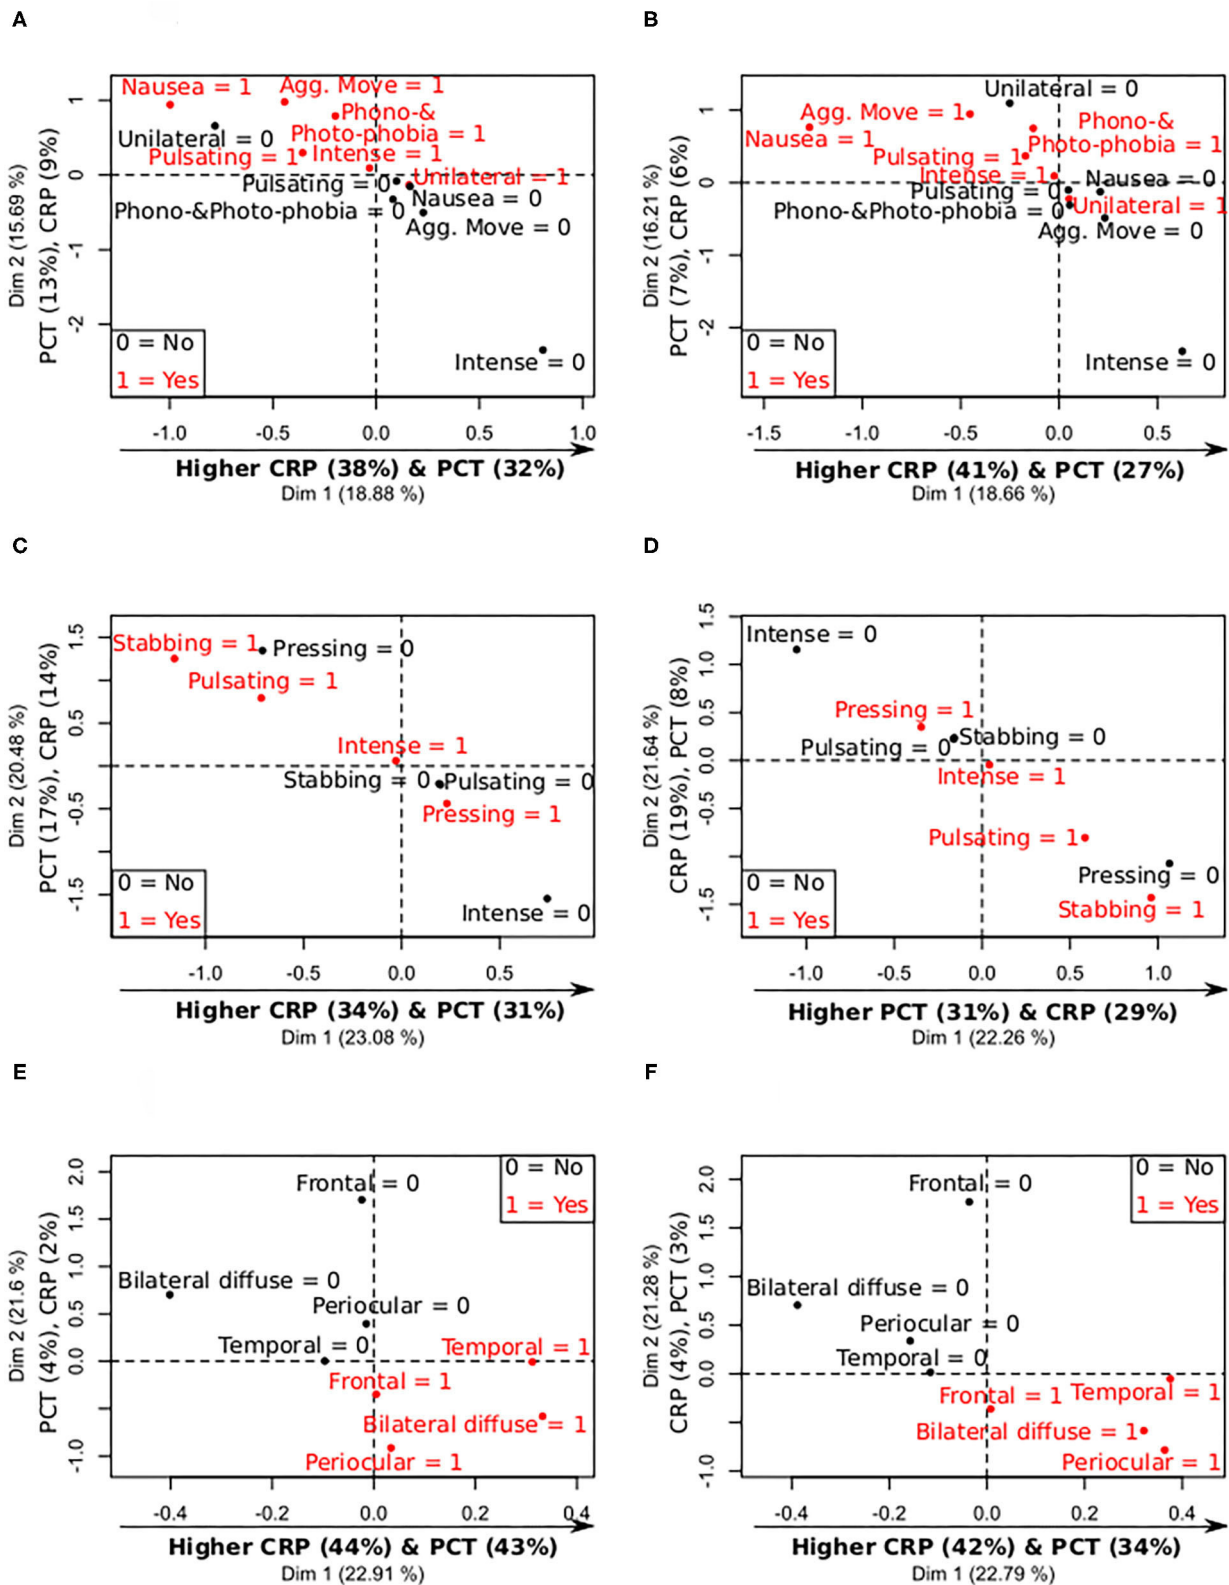 A
Dim 2 (15.69 %)
PCT (13%), CRP (9%)
1
0
-1
-2
Nausea = 1
Agg. Move = 1
Phono-&
Photo-phobia = 1
Unilateral = 0
Pulsating = 1
Intense = 1
Pulsating = 0
Unilateral = 1
Nausea = 0
Phono-&Photo-phobia = 0
Agg. Move = 0
Intense = 0
0 = No
1 = Yes
-1.0 -0.5 0.0 0.5 1.0
Higher CRP (38%) & PCT (32%)
Dim 1 (18.88 %)
B
Dim 2 (16.21 %)
PCT (7%), CRP (6%)
1
0
-1
-2
Unilateral = 0
Agg. Move = 1
Phono-&
Photo-phobia = 1
Nausea = 1
Pulsating = 1
Intense = 1
Nausea = 0
Pulsating = 0
Unilateral = 1
Phono-&Photo-phobia = 0
Agg. Move = 0
Intense = 0
0 = No
1 = Yes
-1.5 -1.0 -0.5 0.0 0.5
Higher CRP (41%) & PCT (27%)
Dim 1 (18.66 %)
C
Dim 2 (20.48 %)
PCT (17%), CRP (14%)
1.5
0.5
-0.5
-1.5
Stabbing = 1
Pressing = 0
Pulsating = 1
Intense = 1
Stabbing = 0
Pulsating = 0
Pressing = 1
Intense = 0
0 = No
1 = Yes
-1.0 -0.5 0.0 0.5
Higher CRP (34%) & PCT (31%)
Dim 1 (23.08 %)
D
Dim 2 (21.64 %)
CRP (19%), PCT (8%)
1.5
1.0
0.5
0.0
-0.5
-1.5
Intense = 0
Pressing = 1
Stabbing = 0
Pulsating = 0
Intense = 1
Pulsating = 1
Pressing = 0
Stabbing = 1
0 = No
1 = Yes
-1.0 -0.5 0.0 0.5 1.0
Higher PCT (31%) & CRP (29%)
Dim 1 (22.26 %)
E
Dim 2 (21.6 %)
PCT (4%), CRP (2%)
2.0
1.5
1.0
0.5
0.0
-1.0
0 = No
1 = Yes
Frontal = 0
Bilateral diffuse = 0
Periocular = 0
Temporal = 0
Temporal = 1
Frontal = 1
Bilateral diffuse = 1
Periocular = 1
-0.4 -0.2 0.0 0.2 0.4
Higher CRP (44%) & PCT (43%)
Dim 1 (22.91 %)
F
Dim 2 (21.28 %)
CRP (4%), PCT (3%)
2.0
1.5
1.0
0.5
0.0
-1.0
0 = No
1 = Yes
Frontal = 0
Bilateral diffuse = 0
Periocular = 0
Temporal = 0
Frontal = 1
Temporal = 1
Bilateral diffuse = 1
Periocular = 1
-0.4 -0.2 0.0 0.2 0.4
Higher CRP (42%) & PCT (34%)
Dim 1 (22.79 %)